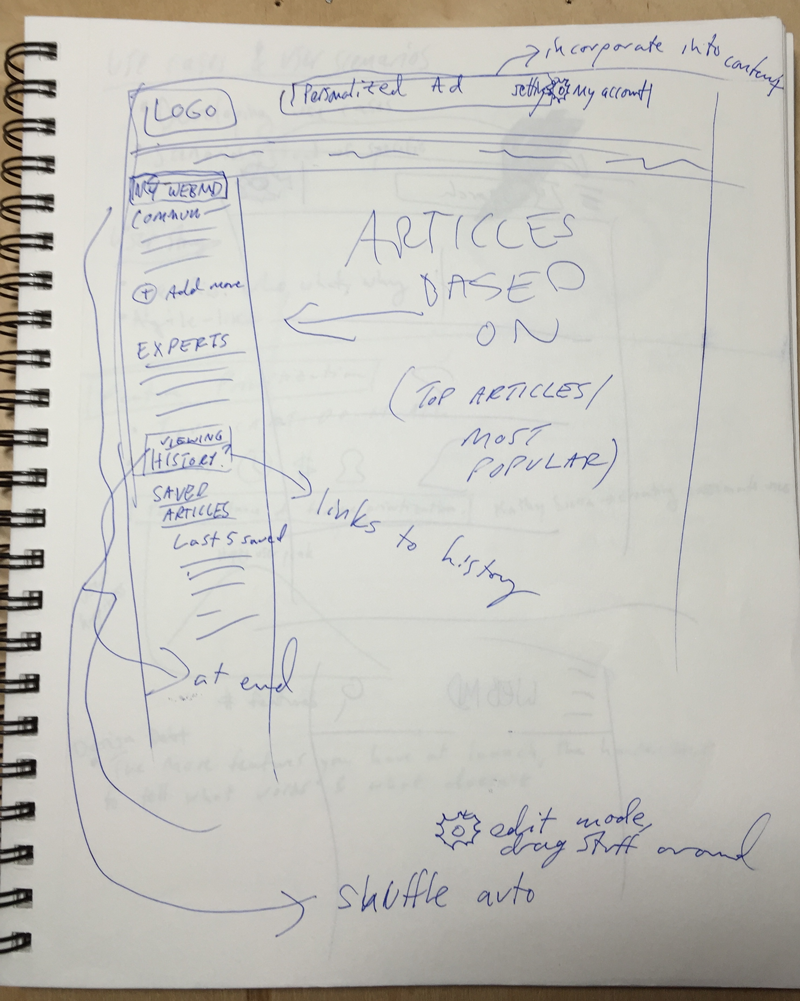 incorporate into content
LOGO
Personalized Ad
settings My account
MY WEBMD
COMMUN
+ Add more
EXPERTS
VIEWING
HISTORY?
SAVED
ARTICLES
Last 5 saved
ARTICLES
BASED
ON
(TOP ARTICLES/
MOST
POPULAR)
links to history
at end
edit mode,
drag stuff around
shuffle auto